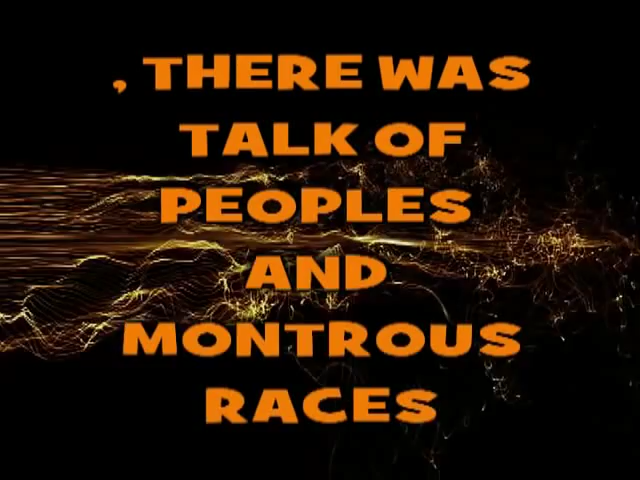 , THERE WAS
TALK OF
PEOPLES
AND
MONTROUS
RACES